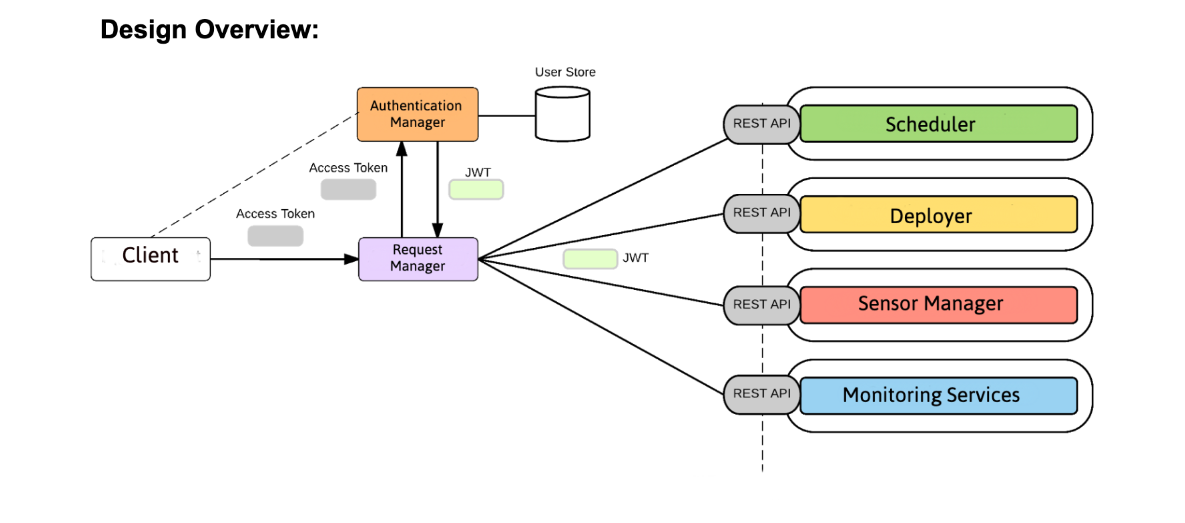 Design Overview:
User Store
Authentication
Manager
Access Token
JWT
Access Token
Client
Request
Manager
JWT
REST API
Scheduler
REST API
Deployer
REST API
Sensor Manager
REST API
Monitoring Services